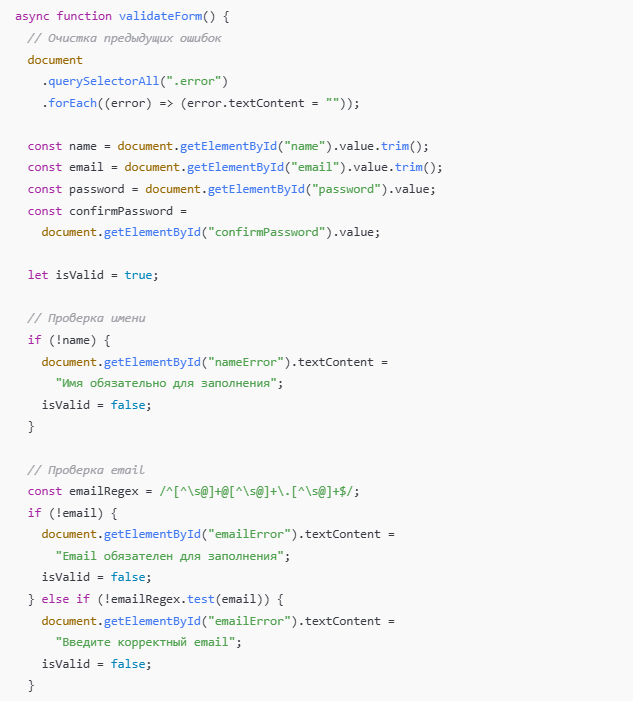 async function validateForm() {
  // Очистка предыдущих ошибок
  document
    .querySelectorAll(".error")
    .forEach((error) => (error.textContent = ""));

  const name = document.getElementById("name").value.trim();
  const email = document.getElementById("email").value.trim();
  const password = document.getElementById("password").value;
  const confirmPassword =
    document.getElementById("confirmPassword").value;

  let isValid = true;

  // Проверка имени
  if (!name) {
    document.getElementById("nameError").textContent =
      "Имя обязательно для заполнения";
    isValid = false;
  }

  // Проверка email
  const emailRegex = /^[^\s@]+@[^\s@]+\.[^\s@]+$/;
  if (!email) {
    document.getElementById("emailError").textContent =
      "Email обязателен для заполнения";
    isValid = false;
  } else if (!emailRegex.test(email)) {
    document.getElementById("emailError").textContent =
      "Введите корректный email";
    isValid = false;
  }